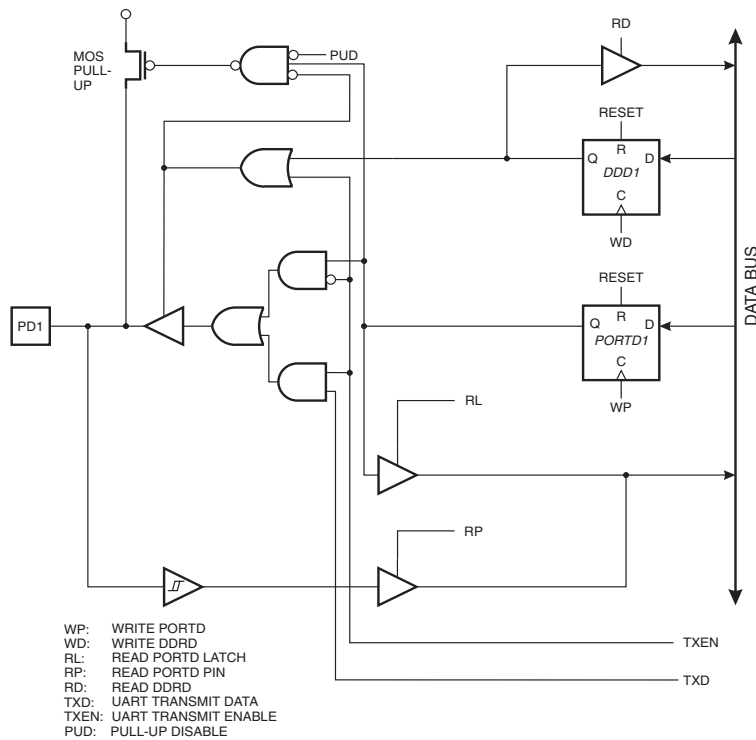 RD
MOS
PULL-
UP
PUD
RESET
R
Q
D
DDD1
C
WD
DATA BUS
RESET
R
Q
D
PORTD1
C
WP
PD1
RL
RP
TXEN
TXD
WP: WRITE PORTD
WD: WRITE DDRD
RL: READ PORTD LATCH
RP: READ PORTD PIN
RD: READ DDRD
TXD: UART TRANSMIT DATA
TXEN: UART TRANSMIT ENABLE
PUD: PULL-UP DISABLE